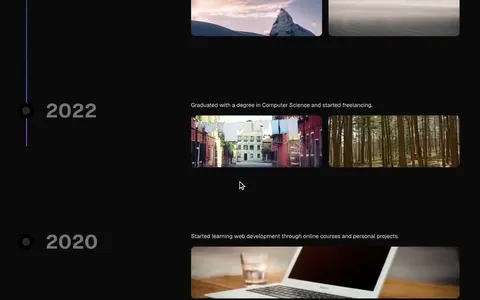 2022
Graduated with a degree in Computer Science and started freelancing.
2020
Started learning web development through online courses and personal projects.